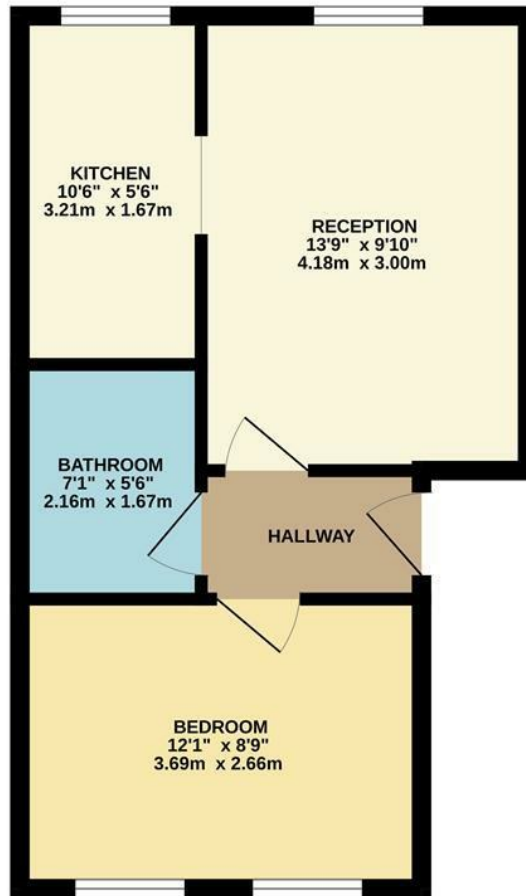 KITCHEN
10'6" x 5'6"
3.21m x 1.67m
RECEPTION
13'9" x 9'10"
4.18m x 3.00m
BATHROOM
7'1" x 5'6"
2.16m x 1.67m
HALLWAY
BEDROOM
12'1" x 8'9"
3.69m x 2.66m